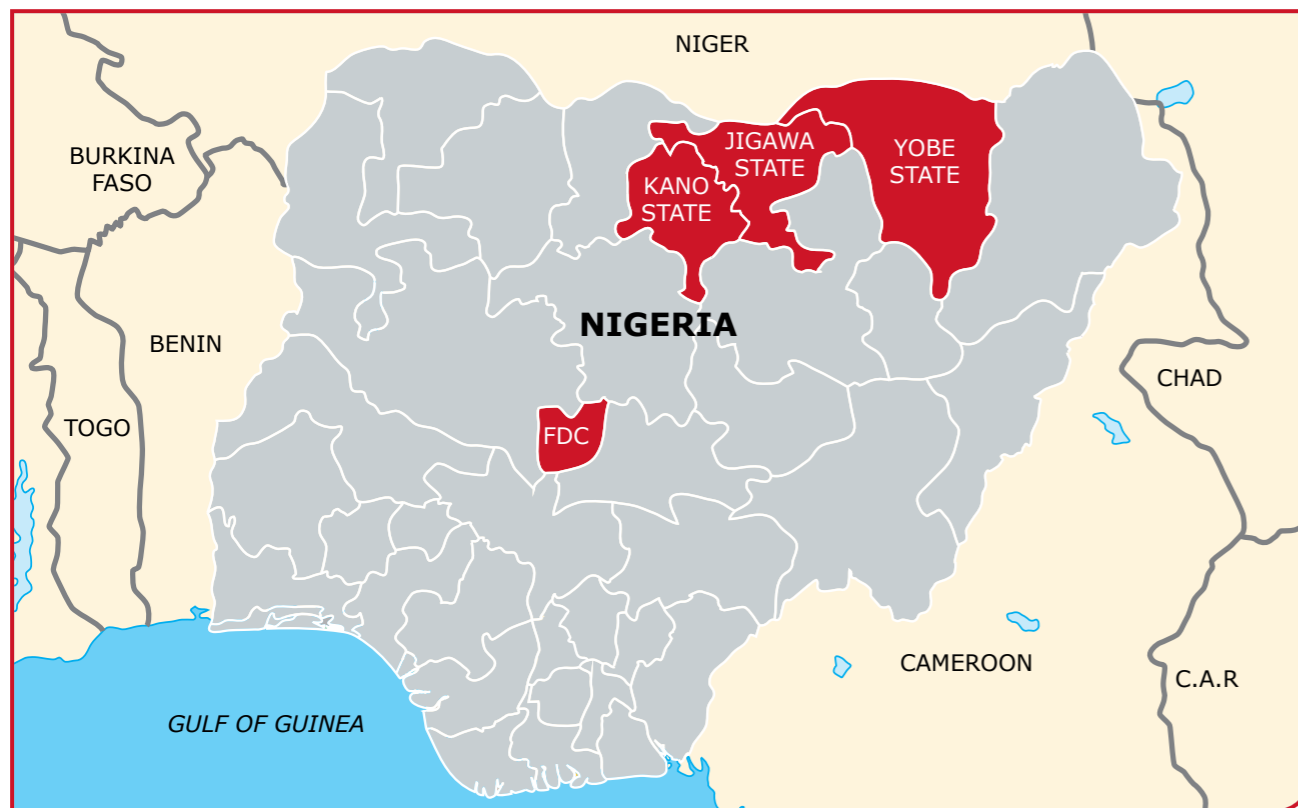 NIGER
BURKINA
FASO
JIGAWA
STATE
YOBE
STATE
KANO
STATE
NIGERIA
BENIN
CHAD
TOGO
FDC
CAMEROON
C.A.R
GULF OF GUINEA